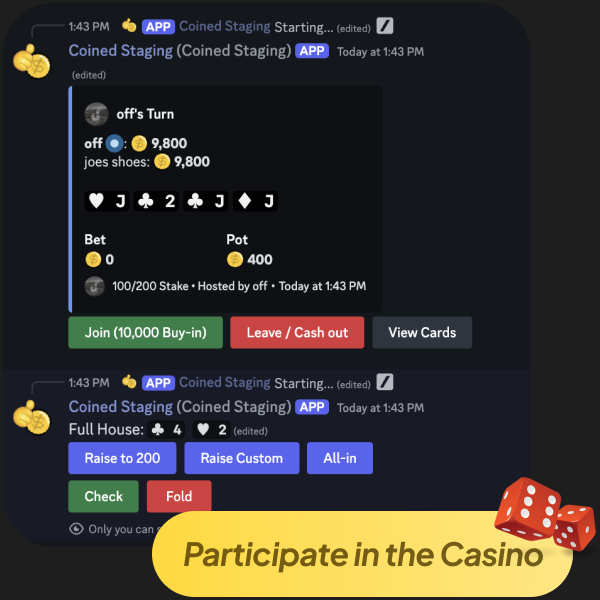 1:43 PM APP Coined Staging Starting... (edited)
Coined Staging (Coined Staging) APP Today at 1:43 PM
(edited)
off's Turn
off : 9,800
joes shoes: 9,800
♥ J ♣ 2 ♣ J ♦ J
Bet Pot
0 400
100/200 Stake • Hosted by off • Today at 1:43 PM
Join (10,000 Buy-in) Leave / Cash out View Cards
1:43 PM APP Coined Staging Starting... (edited)
Coined Staging (Coined Staging) APP Today at 1:43 PM
Full House: ♣ 4 ♥ 2 (edited)
Raise to 200 Raise Custom All-in
Check Fold
Only you can
Participate in the Casino